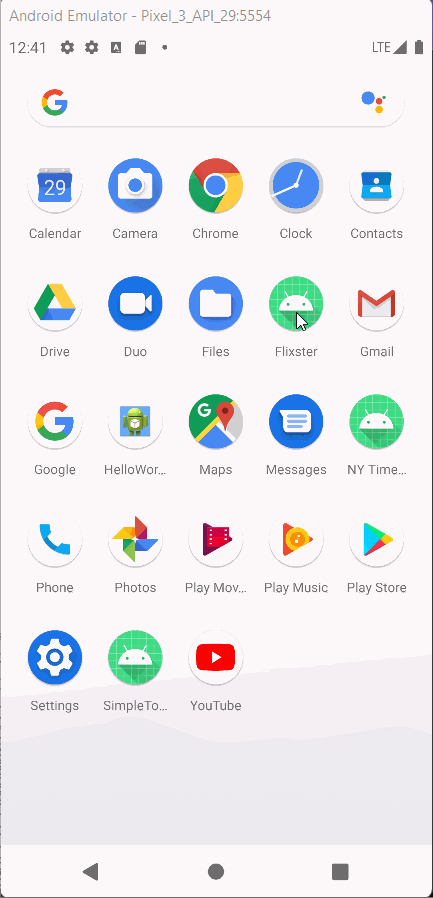 Android Emulator - Pixel_3_API_29:5554
12:41 A LTE
G
29
Calendar Camera Chrome Clock Contacts
Drive Duo Files Flixster Gmail
G
Google HelloWor... Maps Messages NY Time...
Phone Photos Play Mov... Play Music Play Store
Settings SimpleTo... YouTube